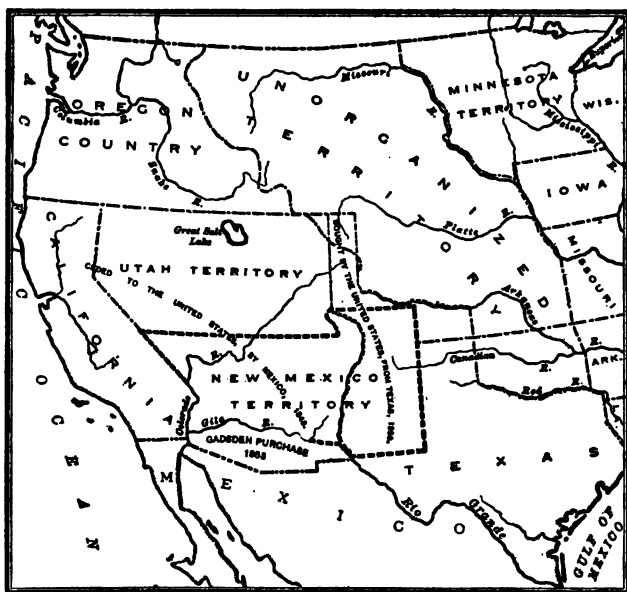 PACIFIC OCEAN
OREGON COUNTRY
Columbia R.
Snake R.
UNORGANIZED TERRITORY
Missouri R.
MINNESOTA TERRITORY
WIS.
Mississippi R.
IOWA
MISSOURI
Platte R.
Arkansas
Great Salt Lake
UTAH TERRITORY
CALIFORNIA
CEDED TO THE UNITED STATES, BY MEXICO,
BOUGHT BY THE UNITED STATES, FROM TEXAS
Canadian R.
ARK.
Red R.
LA.
NEW MEXICO TERRITORY
Colorado R.
Gila R.
GADSDEN PURCHASE
1853
TEXAS
MEXICO
Rio Grande
GULF OF MEXICO